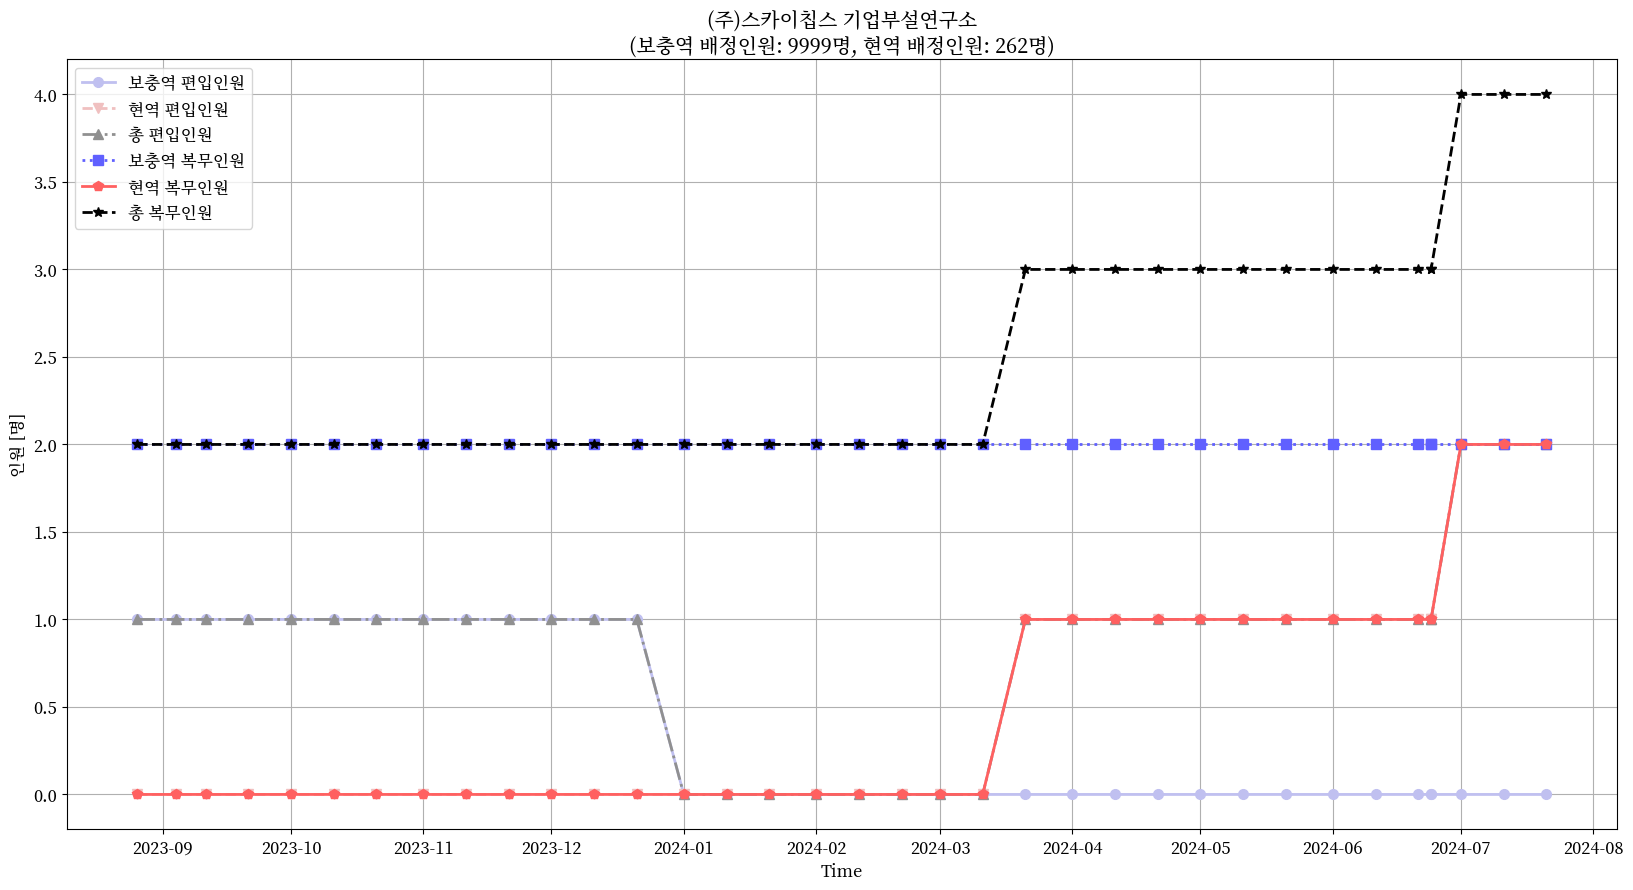 (주)스카이칩스 기업부설연구소
(보충역 배정인원: 9999명, 현역 배정인원: 262명)
보충역 편입인원
현역 편입인원
총 편입인원
보충역 복무인원
현역 복무인원
총 복무인원
4.0
3.5
3.0
2.5
2.0
1.5
1.0
0.5
0.0
인원 [명]
2023-09 2023-10 2023-11 2023-12 2024-01 2024-02 2024-03 2024-04 2024-05 2024-06 2024-07 2024-08
Time